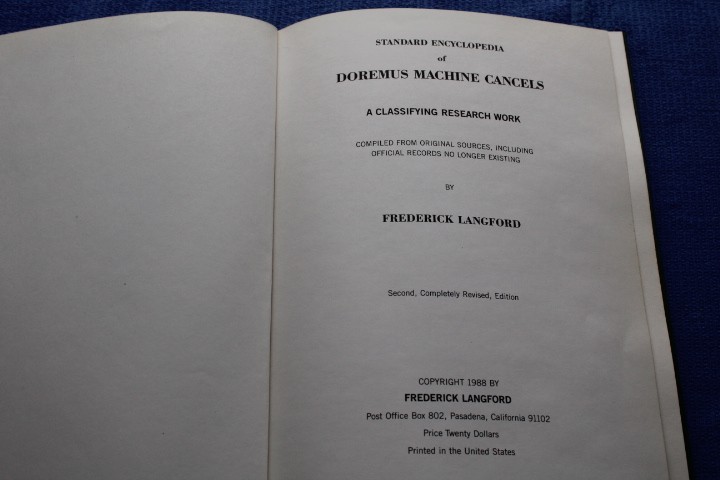 STANDARD ENCYCLOPEDIA
of
DOREMUS MACHINE CANCELS
A CLASSIFYING RESEARCH WORK
COMPILED FROM ORIGINAL SOURCES, INCLUDING
OFFICIAL RECORDS NO LONGER EXISTING
BY
FREDERICK LANGFORD
Second, Completely Revised, Edition
COPYRIGHT 1988 BY
FREDERICK LANGFORD
Post Office Box 802, Pasadena, California 91102
Price Twenty Dollars
Printed in the United States